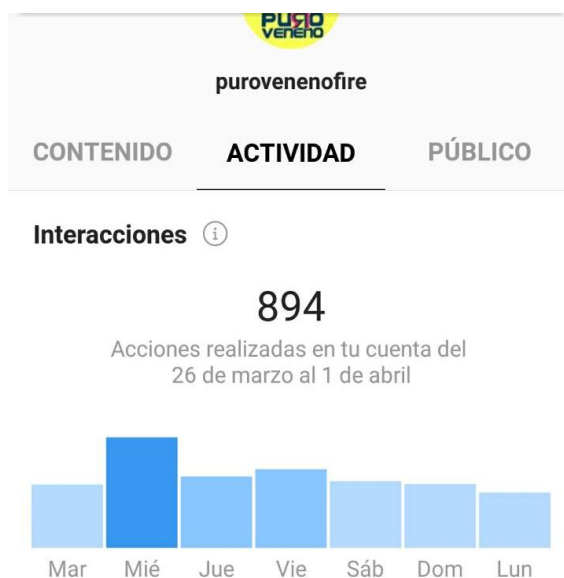 PURO
VENENO
purovenenofire
CONTENIDO ACTIVIDAD PÚBLICO
Interacciones
894
Acciones realizadas en tu cuenta del
26 de marzo al 1 de abril
Mar Mié Jue Vie Sáb Dom Lun